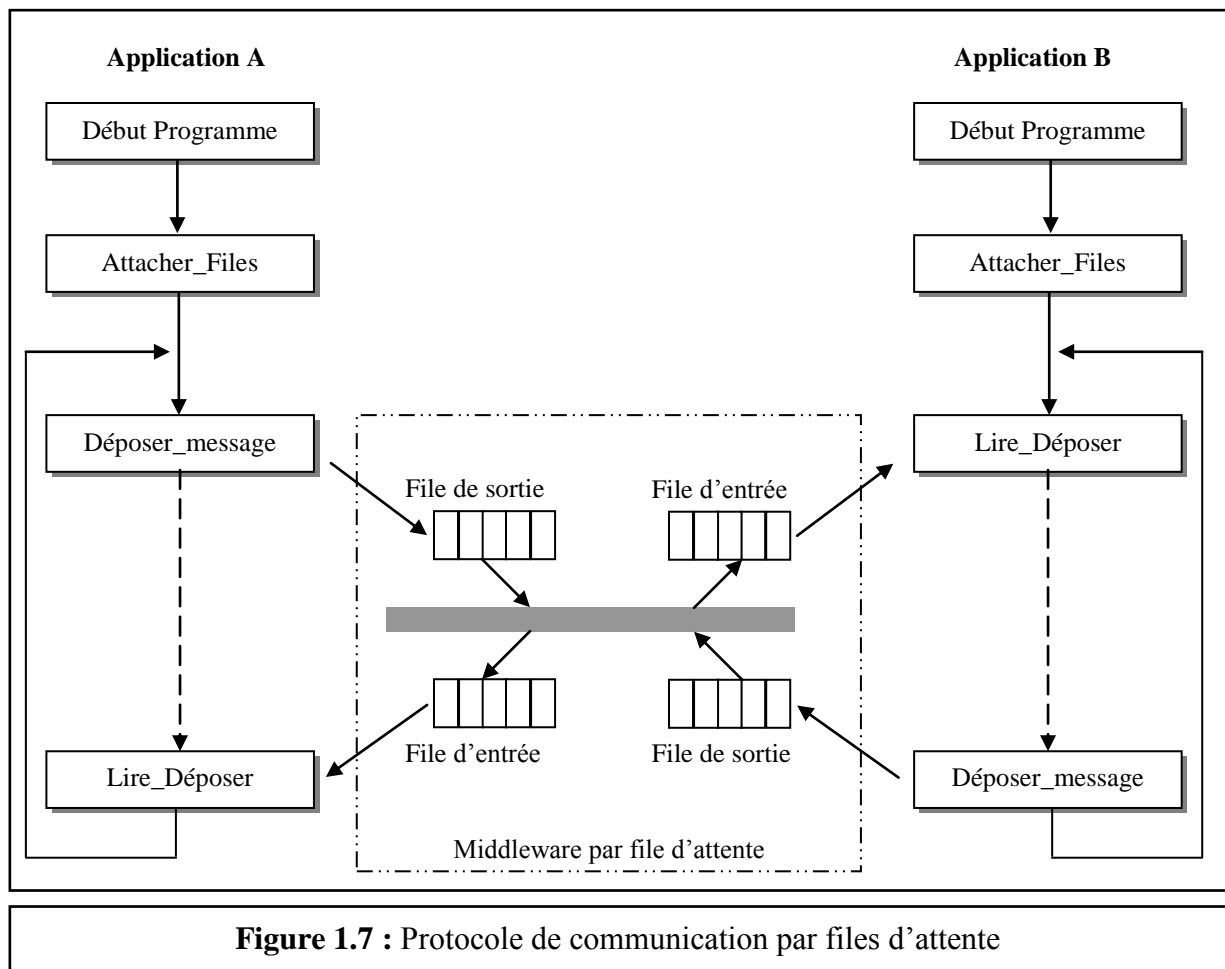 Application A
Application B
Début Programme
Début Programme
Attacher_Files
Attacher_Files
Déposer_message
Lire_Déposer
File de sortie
File d’entrée
File d’entrée
File de sortie
Lire_Déposer
Déposer_message
Middleware par file d’attente
Figure 1.7 : Protocole de communication par files d’attente